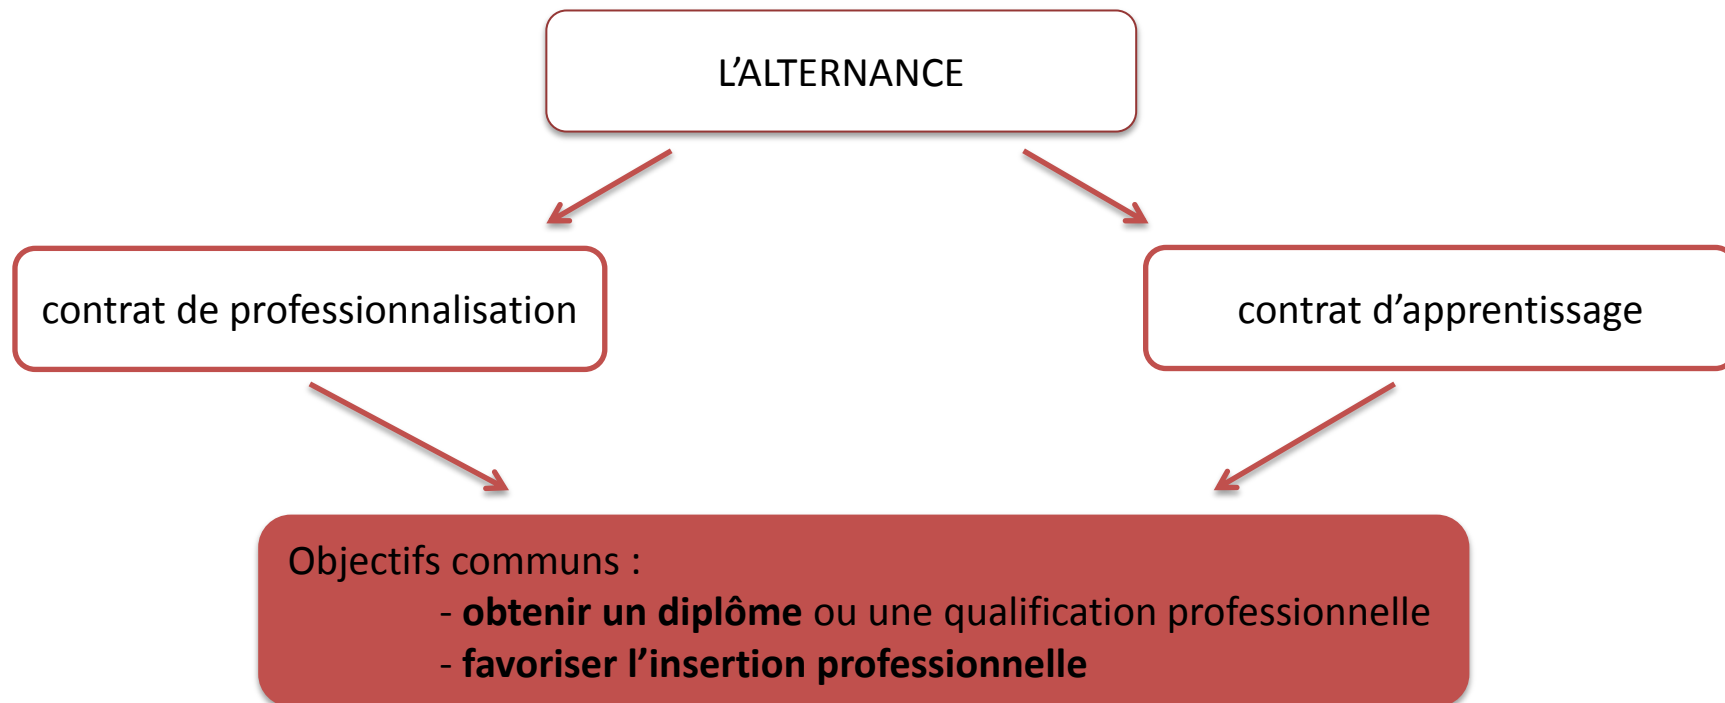 L’ALTERNANCE
contrat de professionnalisation
contrat d’apprentissage
Objectifs communs :
- obtenir un diplôme ou une qualification professionnelle
- favoriser l’insertion professionnelle